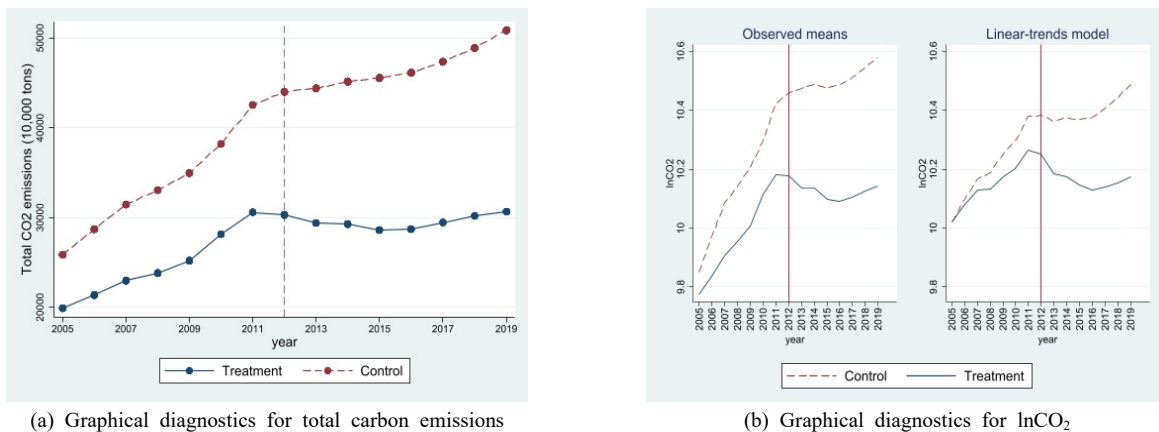 Total CO2 emissions (10,000 tons)
50000
40000
30000
20000
2005 2007 2009 2011 2013 2015 2017 2019
year
Treatment Control
(a) Graphical diagnostics for total carbon emissions
Observed means
lnCO2
10.6
10.4
10.2
10
9.8
2005 2006 2007 2008 2009 2010 2011 2012 2013 2014 2015 2016 2017 2018 2019
year
Linear-trends model
lnCO2
10.6
10.4
10.2
10
9.8
2005 2006 2007 2008 2009 2010 2011 2012 2013 2014 2015 2016 2017 2018 2019
year
Control Treatment
(b) Graphical diagnostics for lnCO₂